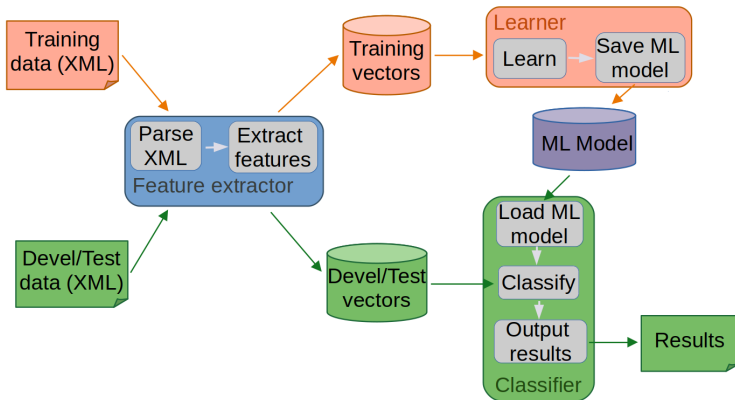 Training
data (XML)
Training
vectors
Learner
Learn
Save ML
model
Parse
XML
Extract
features
Feature extractor
ML Model
Devel/Test
data (XML)
Devel/Test
vectors
Load ML
model
Classify
Output
results
Classifier
Results